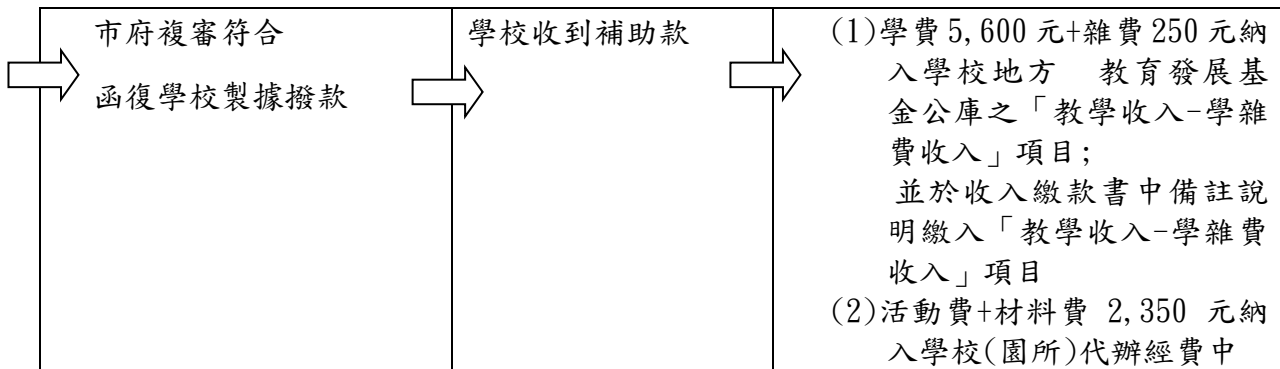 市府複審符合
函復學校製據撥款
學校收到補助款
(1)學費5,600元+雜費250元納
入學校地方 教育發展基
金公庫之「教學收入-學雜
費收入」項目;
並於收入繳款書中備註說
明繳入「教學收入-學雜費
收入」項目
(2)活動費+材料費 2,350 元納
入學校(園所)代辦經費中